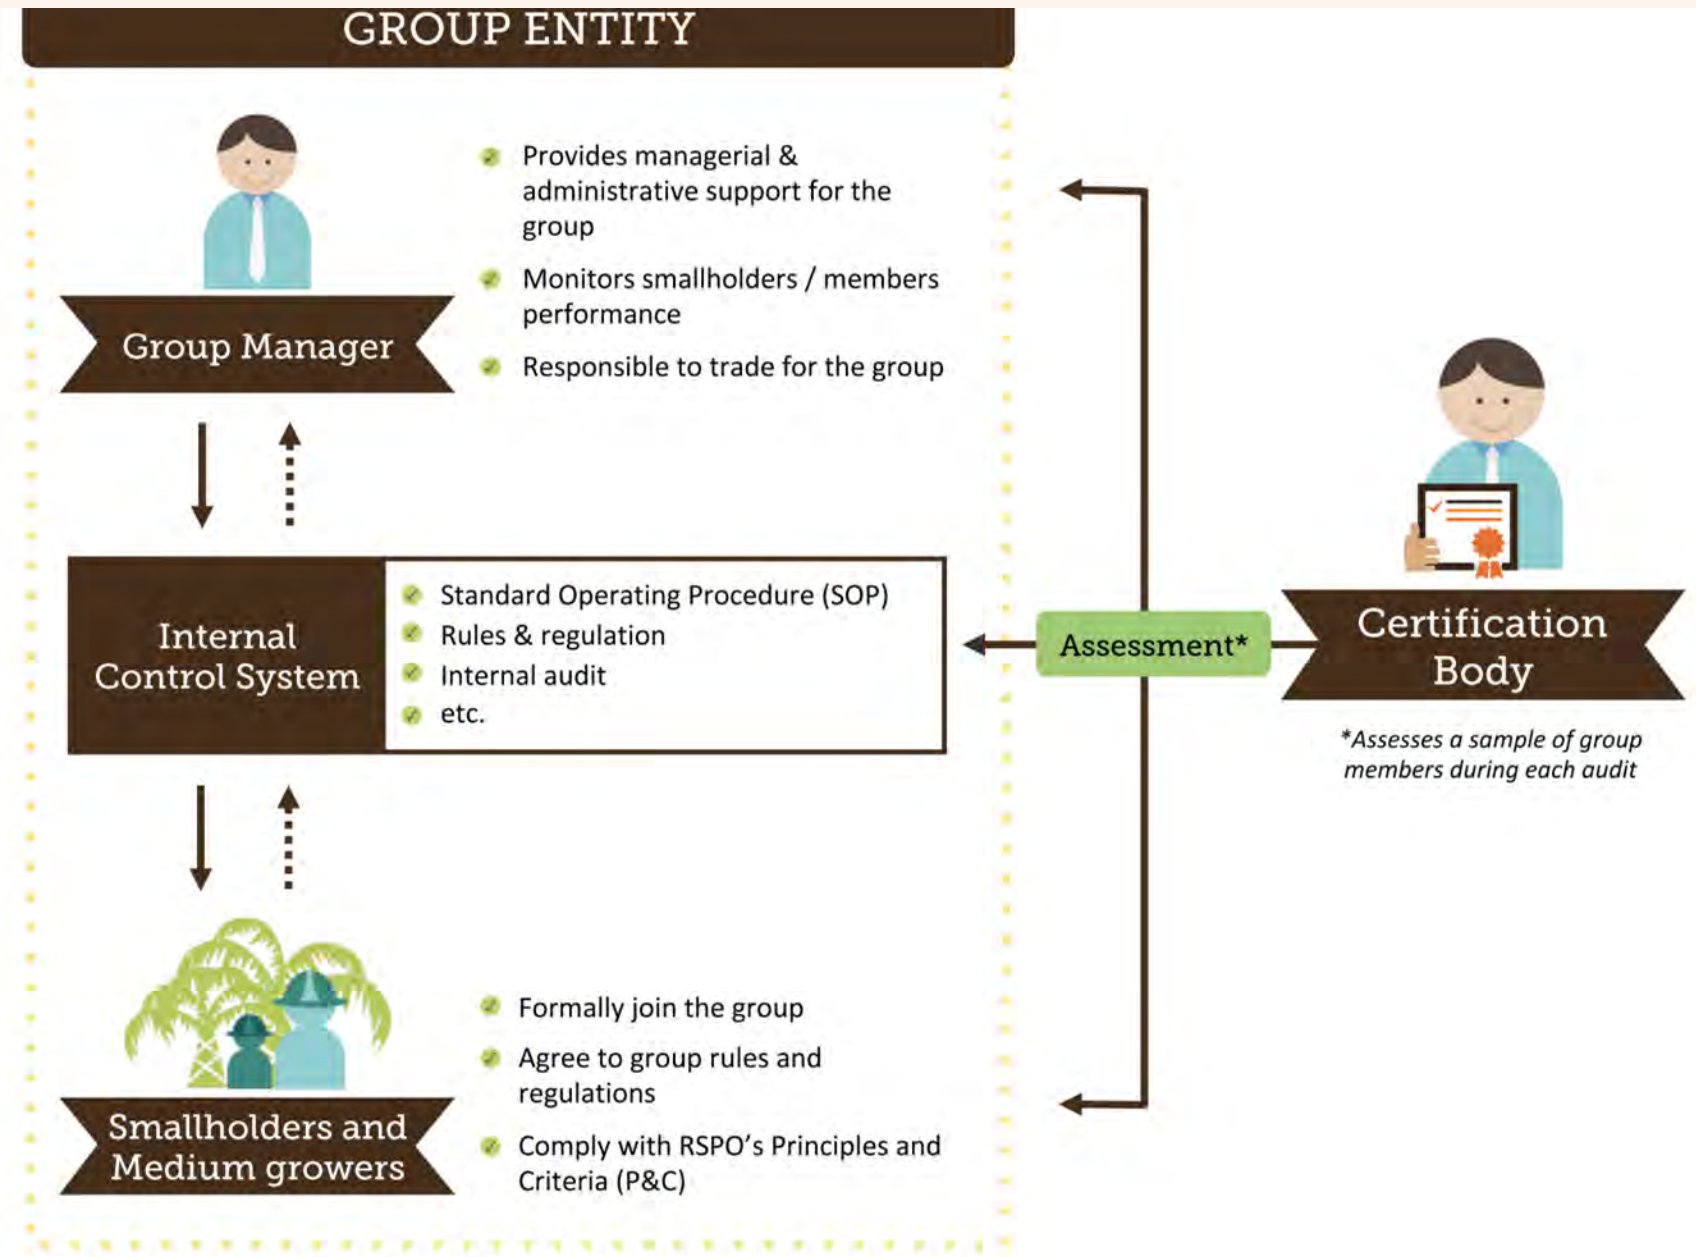 GROUP ENTITY
Provides managerial &
administrative support for the
group
Monitors smallholders / members
performance
Responsible to trade for the group
Group Manager
Internal
Control System
Standard Operating Procedure (SOP)
Rules & regulation
Internal audit
etc.
Assessment*
Certification
Body
*Assesses a sample of group
members during each audit
Formally join the group
Agree to group rules and
regulations
Comply with RSPO’s Principles and
Criteria (P&C)
Smallholders and
Medium growers